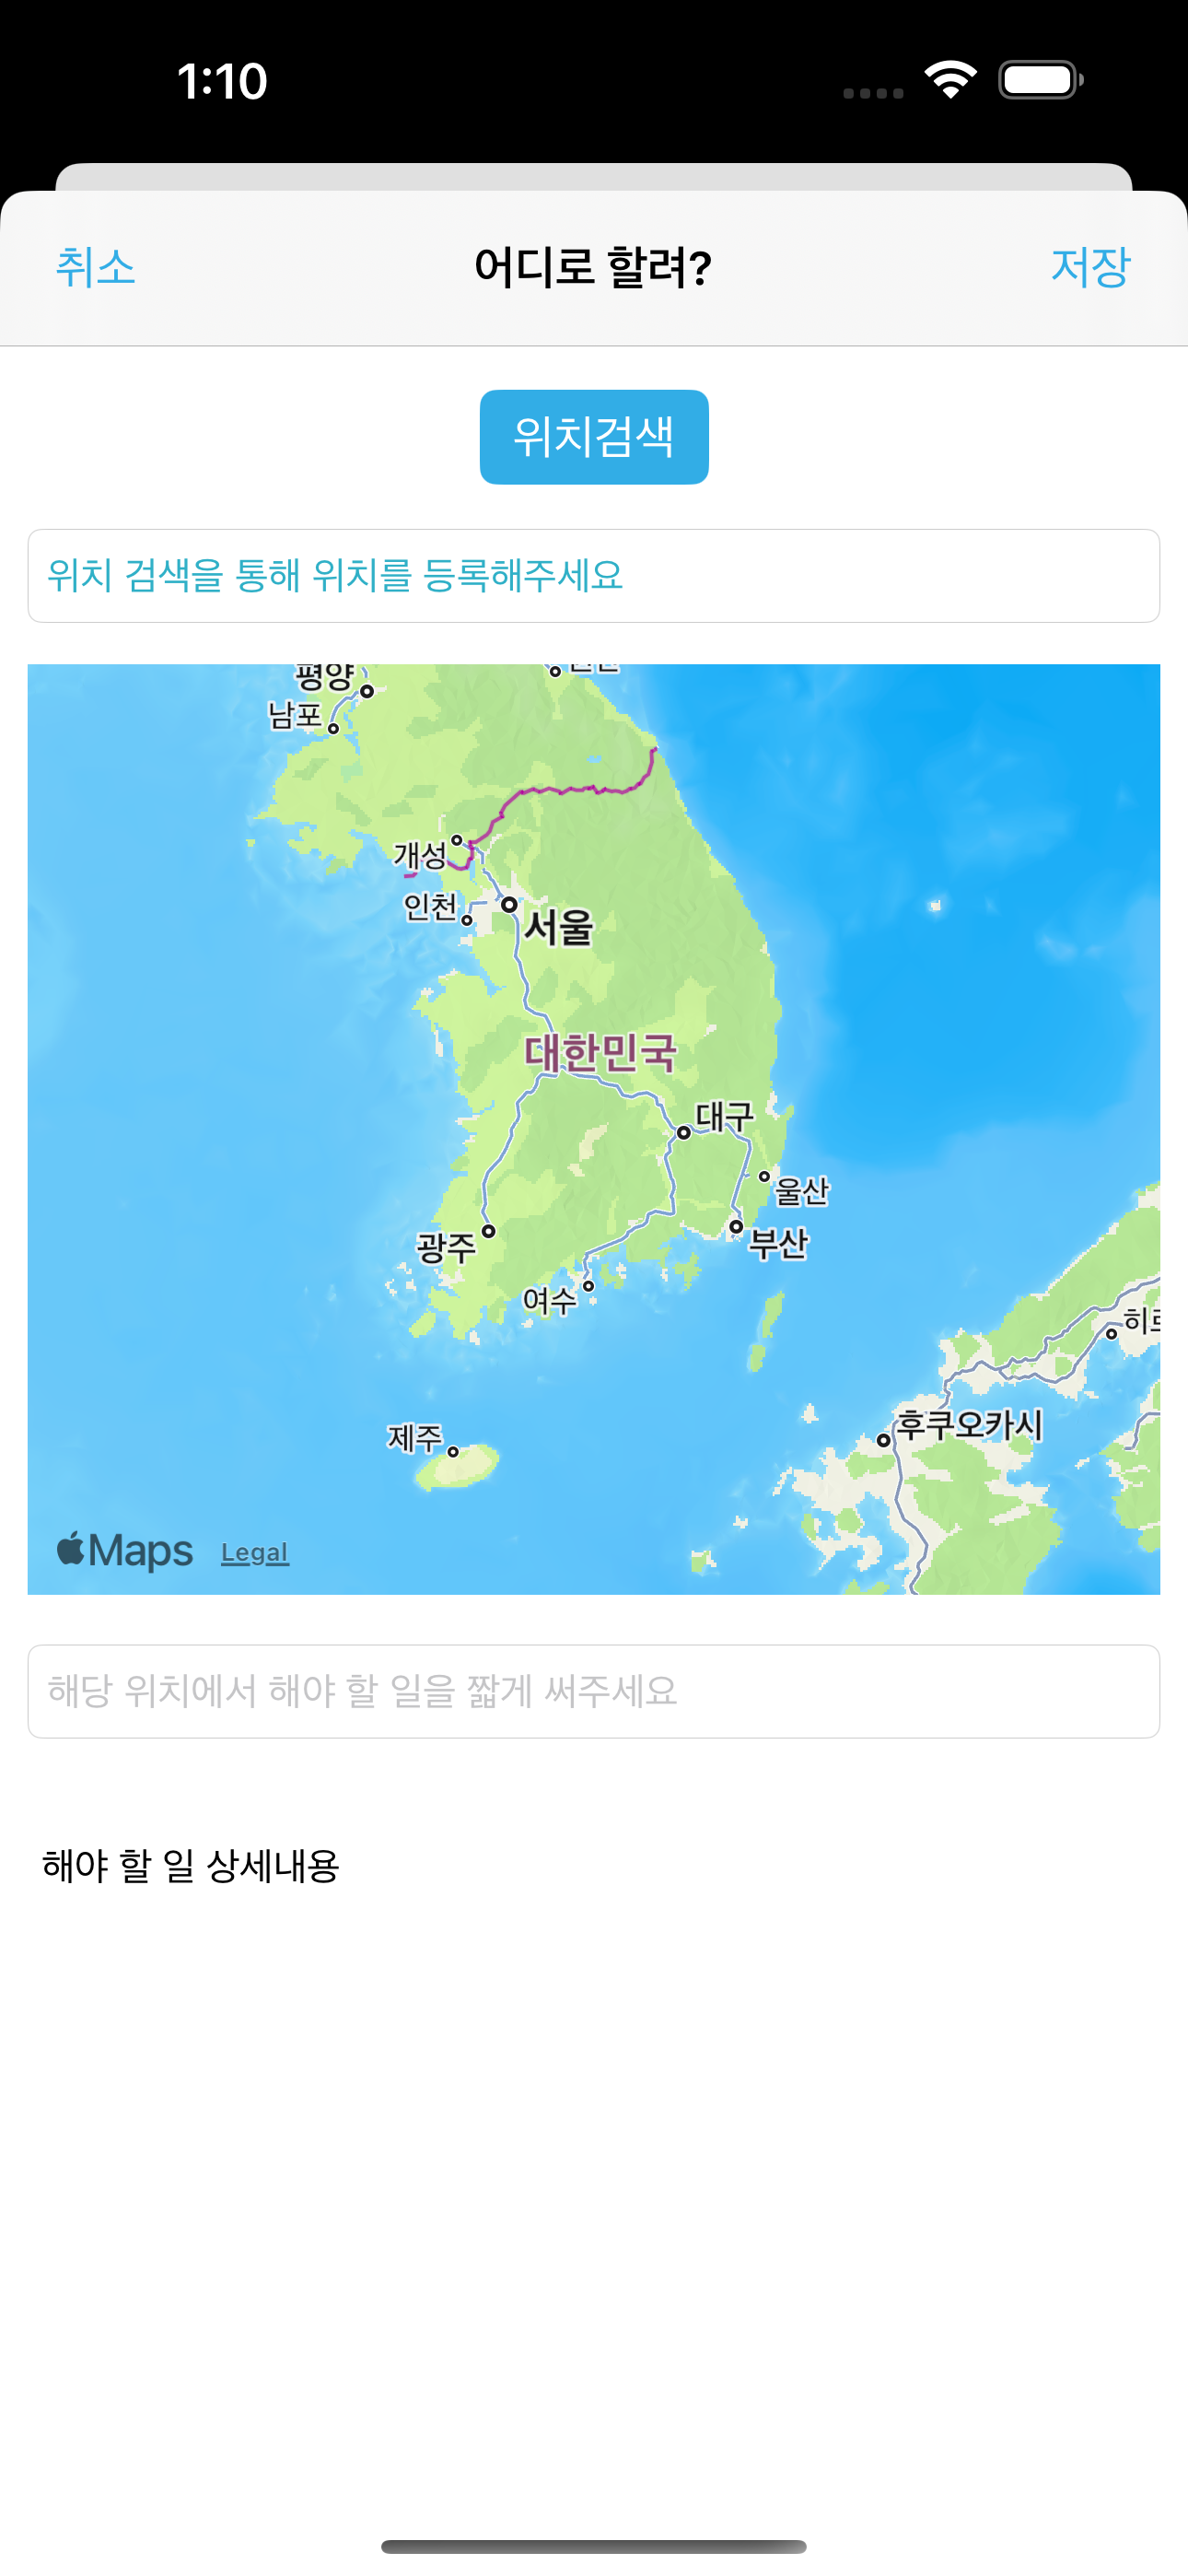 1:10
취소 어디로 할려? 저장
위치검색
위치 검색을 통해 위치를 등록해주세요
평양
남포
개성
인천
서울
대한민국
대구
울산
광주
부산
여수
후쿠오카시
제주
Maps Legal
해당 위치에서 해야 할 일을 짧게 써주세요
해야 할 일 상세내용